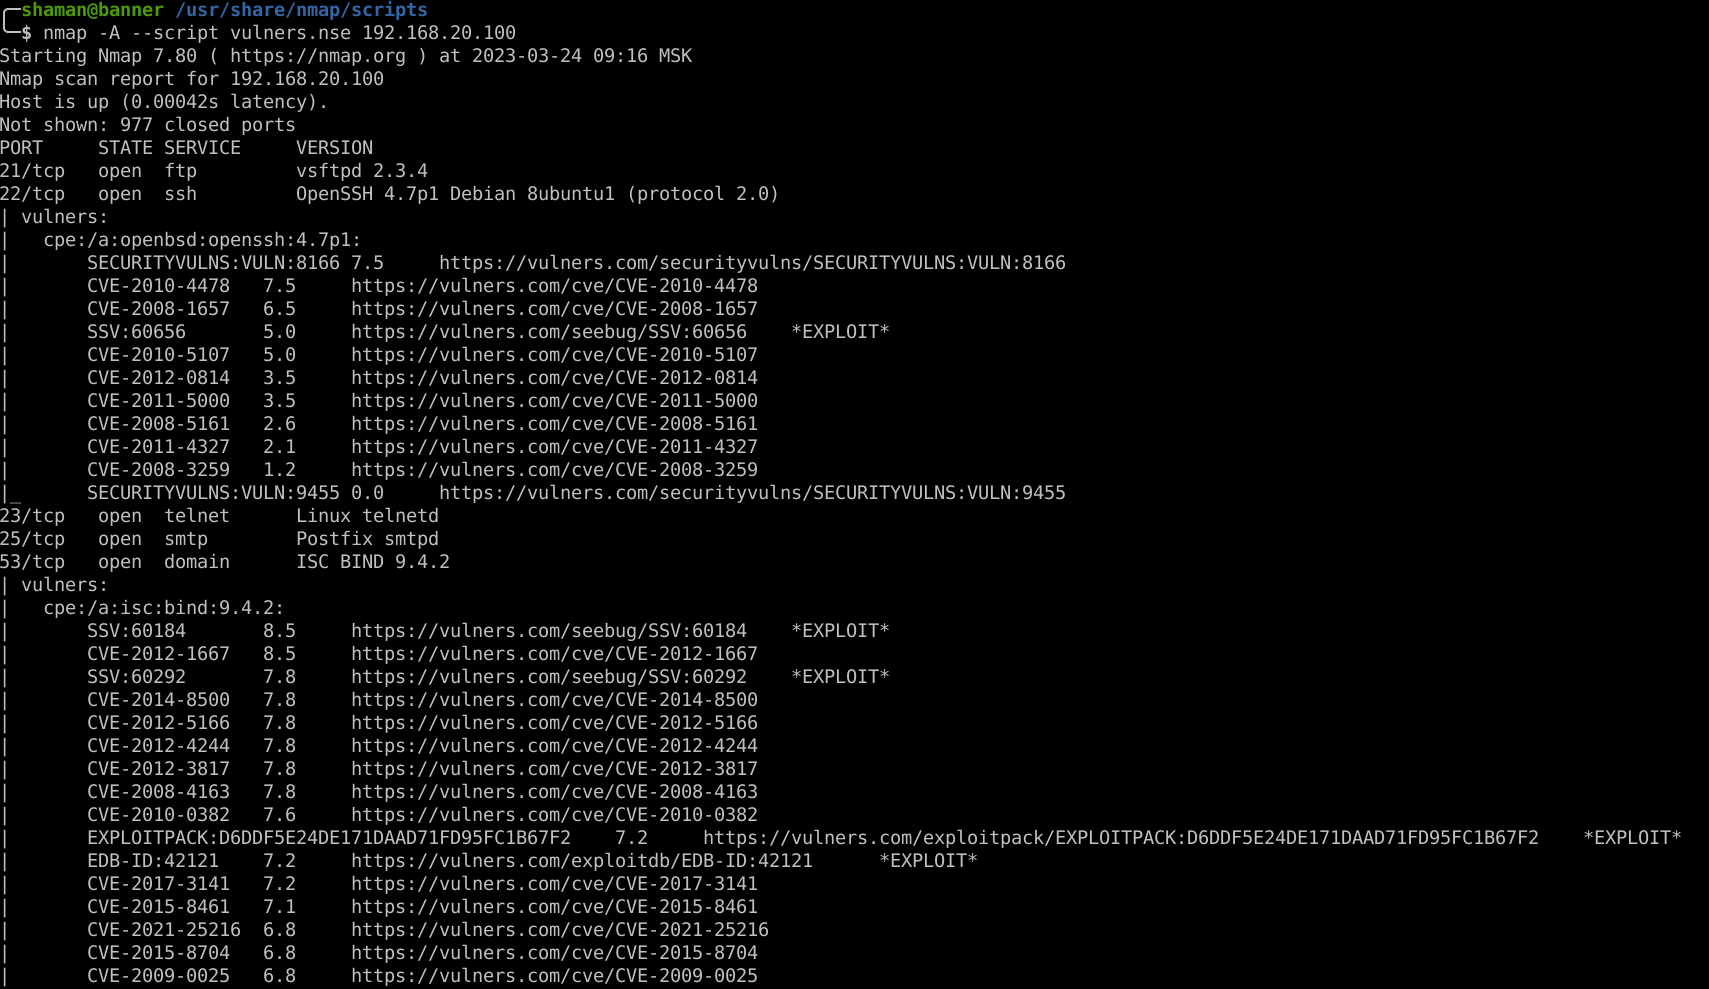 shaman@banner /usr/share/nmap/scripts
$ nmap -A --script vulners.nse 192.168.20.100
Starting Nmap 7.80 ( https://nmap.org ) at 2023-03-24 09:16 MSK
Nmap scan report for 192.168.20.100
Host is up (0.00042s latency).
Not shown: 977 closed ports
PORT     STATE SERVICE     VERSION
21/tcp   open  ftp         vsftpd 2.3.4
22/tcp   open  ssh         OpenSSH 4.7p1 Debian 8ubuntu1 (protocol 2.0)
| vulners:
|   cpe:/a:openbsd:openssh:4.7p1:
|       SECURITYVULNS:VULN:8166 7.5     https://vulners.com/securityvulns/SECURITYVULNS:VULN:8166
|       CVE-2010-4478   7.5     https://vulners.com/cve/CVE-2010-4478
|       CVE-2008-1657   6.5     https://vulners.com/cve/CVE-2008-1657
|       SSV:60656       5.0     https://vulners.com/seebug/SSV:60656    *EXPLOIT*
|       CVE-2010-5107   5.0     https://vulners.com/cve/CVE-2010-5107
|       CVE-2012-0814   3.5     https://vulners.com/cve/CVE-2012-0814
|       CVE-2011-5000   3.5     https://vulners.com/cve/CVE-2011-5000
|       CVE-2008-5161   2.6     https://vulners.com/cve/CVE-2008-5161
|       CVE-2011-4327   2.1     https://vulners.com/cve/CVE-2011-4327
|       CVE-2008-3259   1.2     https://vulners.com/cve/CVE-2008-3259
|_      SECURITYVULNS:VULN:9455 0.0     https://vulners.com/securityvulns/SECURITYVULNS:VULN:9455
23/tcp   open  telnet      Linux telnetd
25/tcp   open  smtp        Postfix smtpd
53/tcp   open  domain      ISC BIND 9.4.2
| vulners:
|   cpe:/a:isc:bind:9.4.2:
|       SSV:60184       8.5     https://vulners.com/seebug/SSV:60184    *EXPLOIT*
|       CVE-2012-1667   8.5     https://vulners.com/cve/CVE-2012-1667
|       SSV:60292       7.8     https://vulners.com/seebug/SSV:60292    *EXPLOIT*
|       CVE-2014-8500   7.8     https://vulners.com/cve/CVE-2014-8500
|       CVE-2012-5166   7.8     https://vulners.com/cve/CVE-2012-5166
|       CVE-2012-4244   7.8     https://vulners.com/cve/CVE-2012-4244
|       CVE-2012-3817   7.8     https://vulners.com/cve/CVE-2012-3817
|       CVE-2008-4163   7.8     https://vulners.com/cve/CVE-2008-4163
|       CVE-2010-0382   7.6     https://vulners.com/cve/CVE-2010-0382
|       EXPLOITPACK:D6DDF5E24DE171DAAD71FD95FC1B67F2    7.2     https://vulners.com/exploitpack/EXPLOITPACK:D6DDF5E24DE171DAAD71FD95FC1B67F2    *EXPLOIT*
|       EDB-ID:42121    7.2     https://vulners.com/exploitdb/EDB-ID:42121      *EXPLOIT*
|       CVE-2017-3141   7.2     https://vulners.com/cve/CVE-2017-3141
|       CVE-2015-8461   7.1     https://vulners.com/cve/CVE-2015-8461
|       CVE-2021-25216  6.8     https://vulners.com/cve/CVE-2021-25216
|       CVE-2015-8704   6.8     https://vulners.com/cve/CVE-2015-8704
|       CVE-2009-0025   6.8     https://vulners.com/cve/CVE-2009-0025